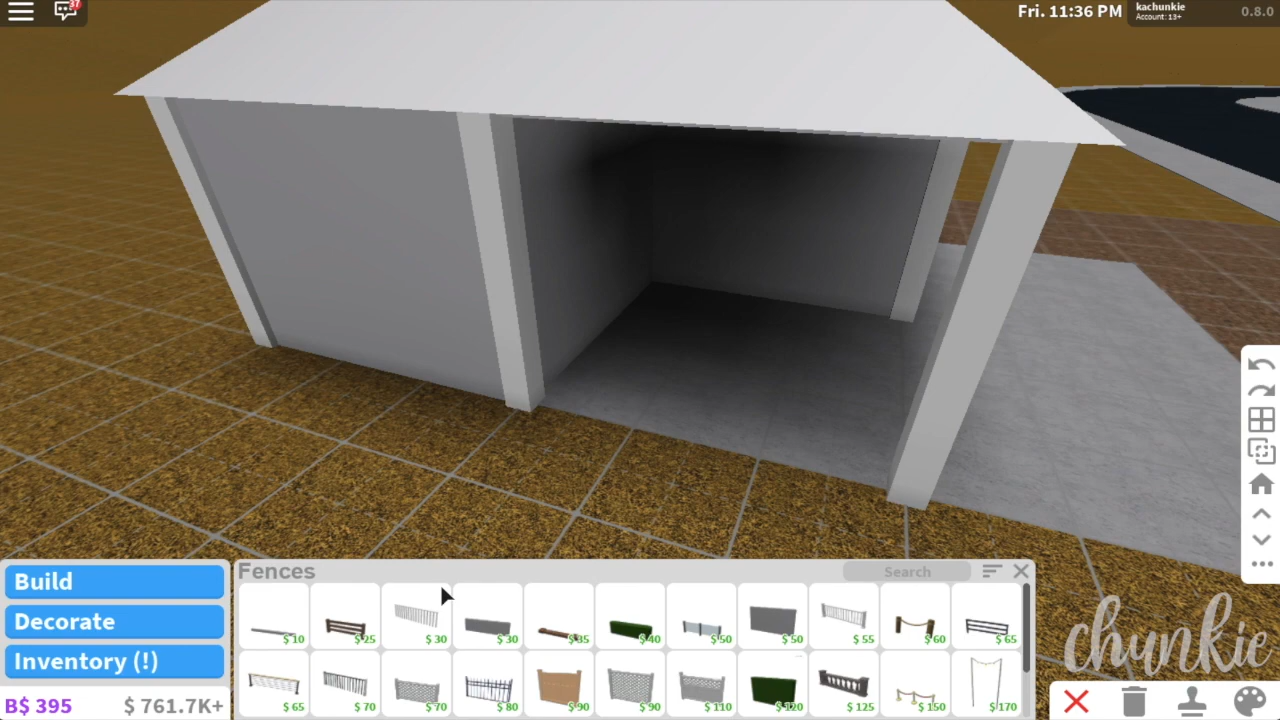 37
Fri. 11:36 PM
kachunkie
Account: 13+
0.8.0
Build
Decorate
Inventory (!)
B$ 395
$ 761.7K+
Fences
Search
$ 10
$ 25
$ 30
$ 30
$ 35
$ 40
$ 50
$ 50
$ 55
$ 60
$ 65
$ 65
$ 70
$ 70
$ 80
$ 90
$ 90
$ 110
$ 120
$ 125
$ 150
$ 170
chunkie